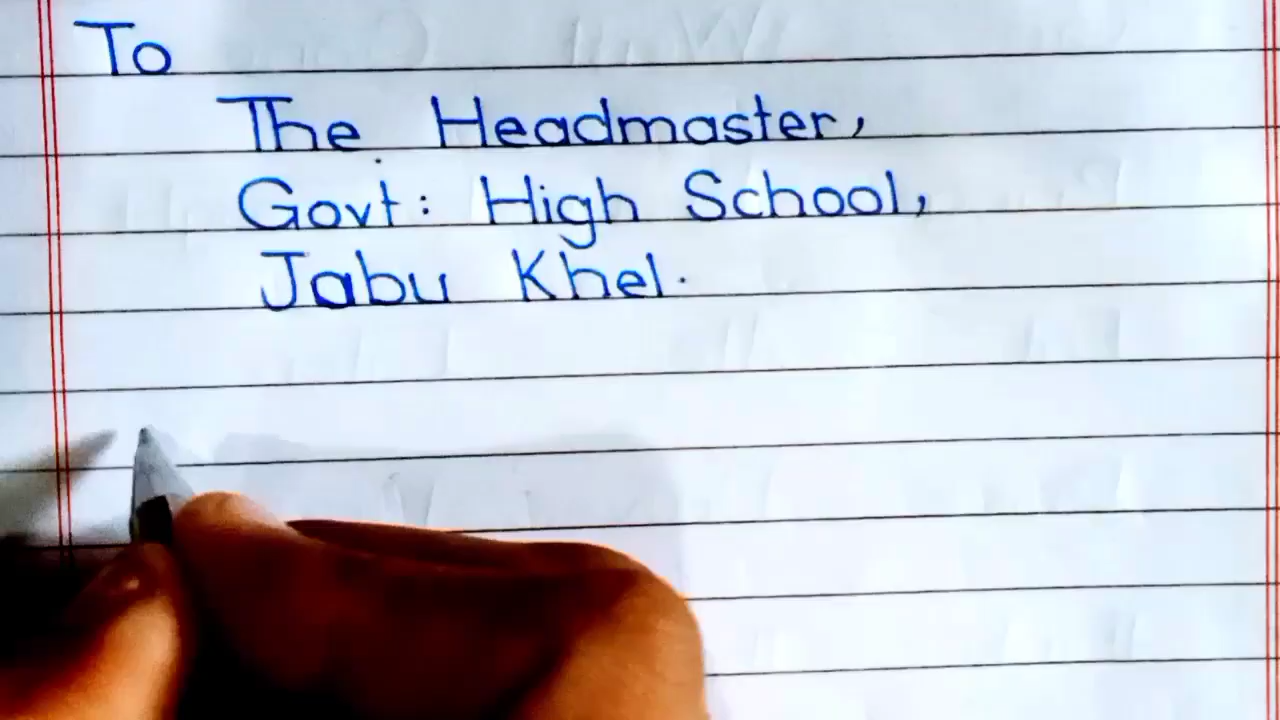 To
The Headmaster,
Govt: High School,
Jabu Khel.